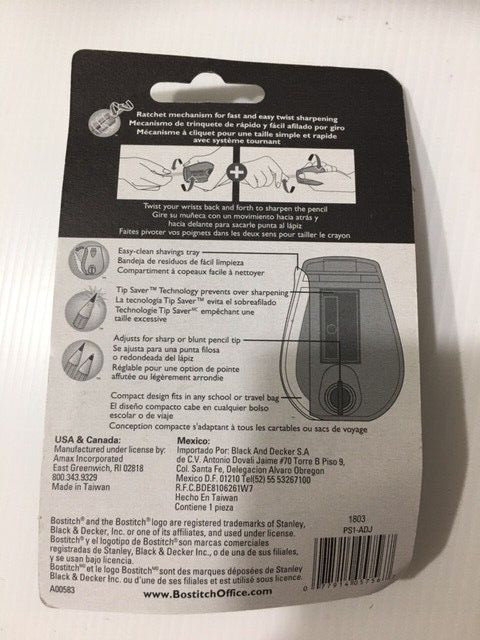 Ratchet mechanism for fast and easy twist sharpening
Mecanismo de trinquete de rápido y fácil afilado por giro
Mécanisme à cliquet pour une taille simple et rapide
avec système tournant
Twist your wrists back and forth to sharpen the pencil
Gire su muñeca con un movimiento hacia atrás y
hacia delante para sacarle punta al lápiz
Faites pivoter vos poignets dans les deux sens pour tailler le crayon
Easy-clean shavings tray
Bandeja de residuos de fácil limpieza
Compartiment à copeaux facile à nettoyer
Tip Saver™ Technology prevents over sharpening
La tecnología Tip Saver™ evita el sobreafilado
Technologie Tip Saver MC empêchant une
taille excessive
Adjusts for sharp or blunt pencil tip
Se ajusta para una punta filosa
o redondeada del lápiz
Réglable pour une option de pointe
affutée ou légèrement arrondie
Compact design fits in any school or travel bag
El diseño compacto cabe en cualquier bolso
escolar o de viaje
Conception compacte s'adaptant à tous les cartables ou sacs de voyage
USA & Canada:
Manufactured under license by:
Amax Incorporated
East Greenwich, RI 02818
800.343.9329
Made in Taiwan
Mexico:
Importado Por: Black And Decker S.A
de C.V. Antonio Dovali Jaime #70 Torre B Piso 9,
Col. Santa Fe, Delegacion Alvaro Obregon
Mexico D.F. 01210 Tel(52) 55 53267100
R.F.C.BDE8106261W7
Hecho En Taiwan
Contiene 1 pieza
Bostitch® and the Bostitch® logo are registered trademarks of Stanley,
Black & Decker, Inc. or one of its affiliates, and used under license.
Bostitch® y el logotipo de Bostitch® son marcas comerciales
registradas de Stanley, Black & Decker Inc., o de una de sus filiales,
y se usan bajo licencia.
Bostitch MD et le logo Bostitch MD sont des marques déposées de Stanley
Black & Decker Inc. ou d'une de ses filiales et est utilisé sous licence.
A00583
www.BostitchOffice.com
1803
PS1-ADJ